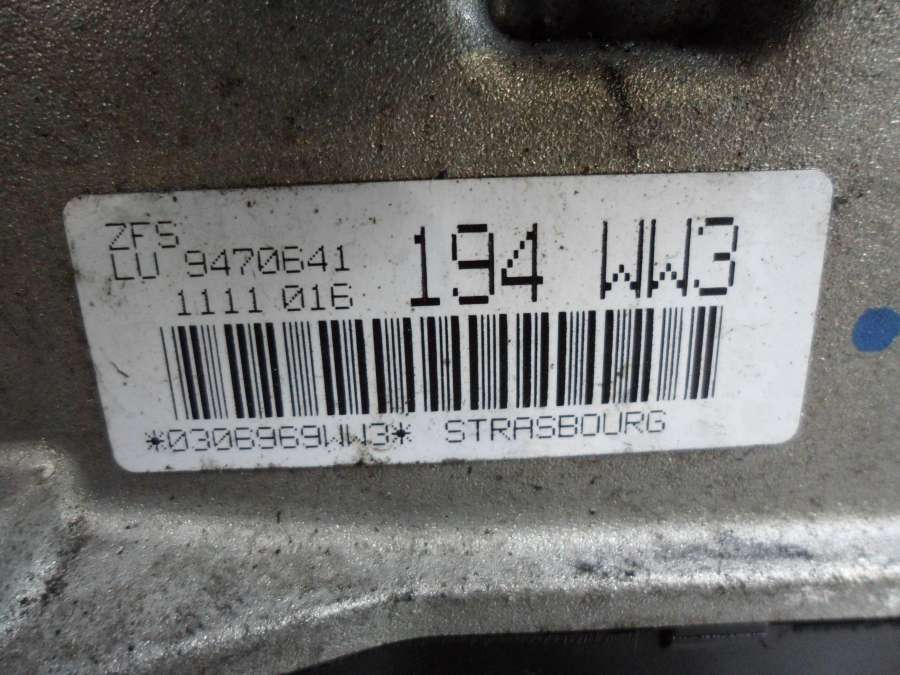 ZFS
LU 9470641
1111 016
194 WW3
*0306969WW3* STRASBOURG